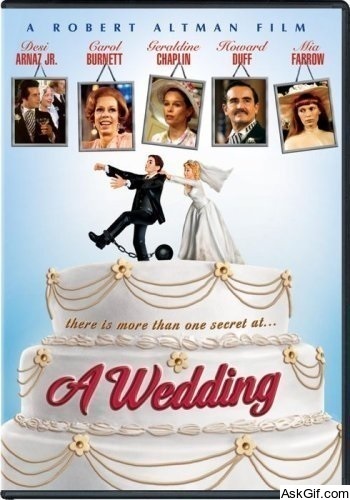 A ROBERT ALTMAN FILM
Desi ARNAZ JR.
Carol BURNETT
Geraldine CHAPLIN
Howard DUFF
Mia FARROW
there is more than one secret at...
A Wedding
AskGif.com